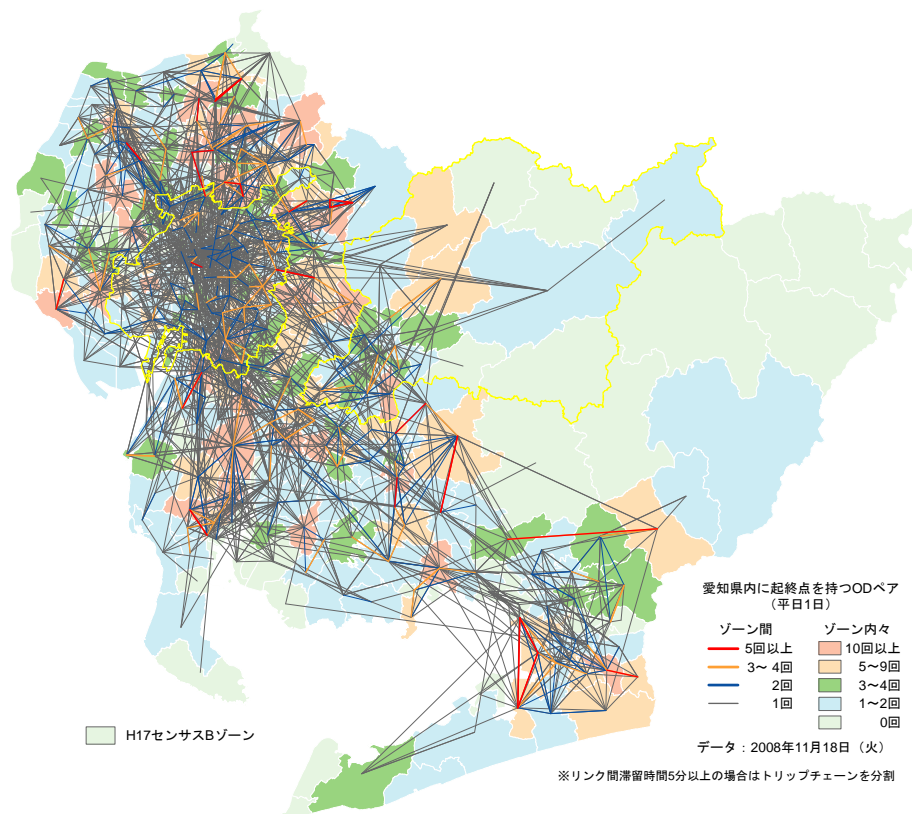 愛知県内に起終点を持つODペア
（平日1日）
ゾーン間 ゾーン内々
5回以上 10回以上
3～ 4回 5～9回
2回 3～4回
1回 1～2回
0回
H17センサスBゾーン
データ：2008年11月18日（火）
※リンク間滞留時間5分以上の場合はトリップチェーンを分割